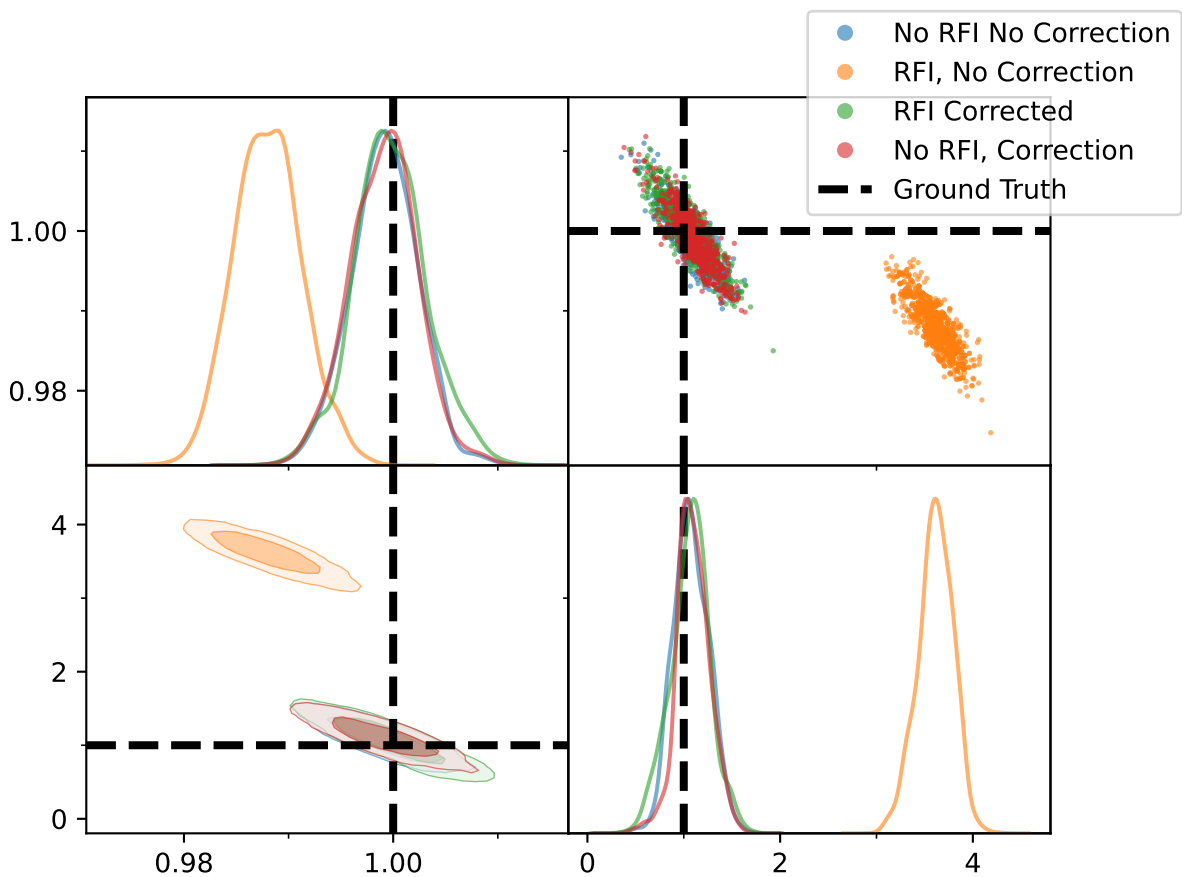 No RFI No Correction
RFI, No Correction
RFI Corrected
No RFI, Correction
Ground Truth
1.00
0.98
4
2
0
0.98
1.00
0
2
4